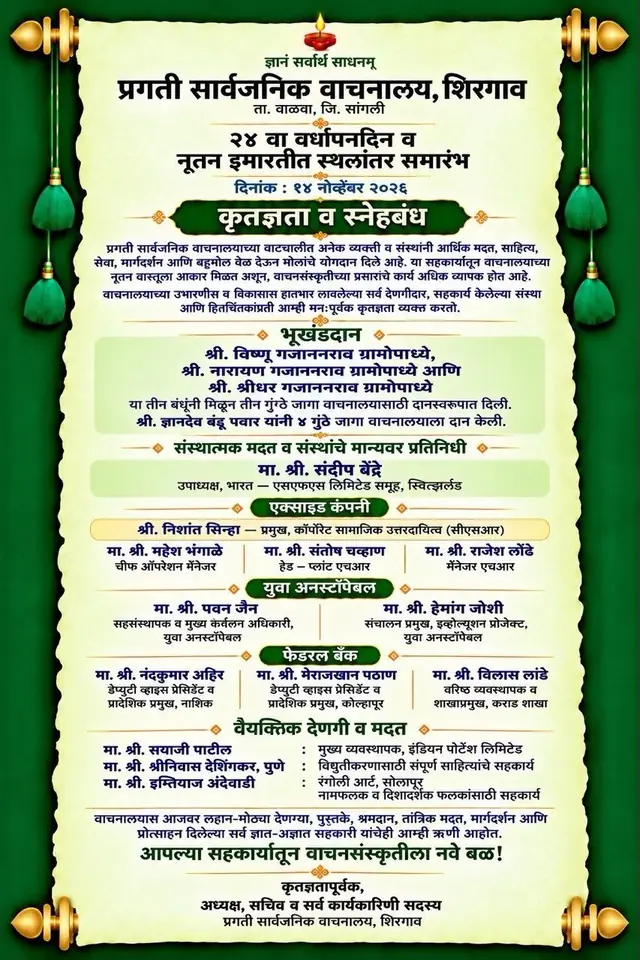 ज्ञानं सर्वार्थ साधनम्
प्रगती सार्वजनिक वाचनालय, शिरगाव
ता. वाळवा, जि. सांगली
२४ वा वर्धापनदिन व
नूतन इमारतीत स्थलांतर समारंभ
दिनांक : १४ नोव्हेंबर २०२६
कृतज्ञता व स्नेहबंध
प्रगती सार्वजनिक वाचनालयाच्या वाटचालीत अनेक व्यक्ती व संस्थांनी आर्थिक मदत, साहित्य,
सेवा, मार्गदर्शन आणि बहुमोल वेळ देऊन मोलांचे योगदान दिले आहे. या सहकार्यातून वाचनालयाच्या
नूतन वास्तूला आकार मिळत अशून, वाचनसंस्कृतीच्या प्रसारांचे कार्य अधिक व्यापक होत आहे.
वाचनालयाच्या उभारणीस व विकासास हातभार लावलेल्या सर्व देणगीदार, सहकार्य केलेल्या संस्था
आणि हितचिंतकांप्रती आम्ही मनःपूर्वक कृतज्ञता व्यक्त करतो.
भूखंडदान
श्री. विष्णू गजाननराव ग्रामोपाध्ये,
श्री. नारायण गजाननराव ग्रामोपाध्ये आणि
श्री. श्रीधर गजाननराव ग्रामोपाध्ये
या तीन बंधूंनी मिळून तीन गुंग्ठे जागा वाचनालयासाठी दानस्वरूपात दिली.
श्री. ज्ञानदेव बंडू पवार यांनी ४ गुंठे जागा वाचनालयाला दान केली.
संस्थात्मक मदत व संस्थांचे मान्यवर प्रतिनिधी
मा. श्री. संदीप बेंद्रे
उपाध्यक्ष, भारत – एसएफएस लिमिटेड समूह, स्वित्झर्लंड
एक्साइड कंपनी
श्री. निशांत सिन्हा – प्रमुख, कॉर्पोरेट सामाजिक उत्तरदायित्व (सीएसआर)
मा. श्री. महेश भंगाळे मा. श्री. संतोष चव्हाण मा. श्री. राजेश लोंढे
चीफ ऑपरेशन मॅनेजर हेड – प्लांट एचआर मॅनेजर एचआर
युवा अनस्टॉपेबल
मा. श्री. पवन जैन मा. श्री. हेमांग जोशी
सहसंस्थापक व मुख्य कंर्वलन अधिकारी, संचालन प्रमुख, इव्होल्यूशन प्रोजेक्ट,
युवा अनस्टॉपेबल युवा अनस्टॉपेबल
फेडरल बँक
मा. श्री. नंदकुमार अहिर मा. श्री. मेराजखान पठाण मा. श्री. विलास लांडे
डेप्युटी व्हाइस प्रेसिडेंट व डेप्युटी व्हाइस प्रेसिडेंट व वरिष्ठ व्यवस्थापक व
प्रादेशिक प्रमुख, नाशिक प्रादेशिक प्रमुख, कोल्हापूर शाखाप्रमुख, कराड शाखा
वैयक्तिक देणगी व मदत
मा. श्री. सयाजी पाटील : मुख्य व्यवस्थापक, इंडियन पोटॅश लिमिटेड
मा. श्री. श्रीनिवास देशिंगकर, पुणे : विद्युतीकरणासाठी संपूर्ण साहित्यांचे सहकार्य
मा. श्री. इम्तियाज अंदेवाडी : रंगोली आर्ट, सोलापूर
नामफलक व दिशादर्शक फलकांसाठी सहकार्य
वाचनालयास आजवर लहान-मोठ्या देणग्या, पुस्तके, श्रमदान, तांत्रिक मदत, मार्गदर्शन आणि
प्रोत्साहन दिलेल्या सर्व ज्ञात-अज्ञात सहकारी यांचेही आम्ही ऋणी आहोत.
आपल्या सहकार्यातून वाचनसंस्कृतीला नवे बळ!
कृतज्ञतापूर्वक,
अध्यक्ष, सचिव व सर्व कार्यकारिणी सदस्य
प्रगती सार्वजनिक वाचनालय, शिरगाव